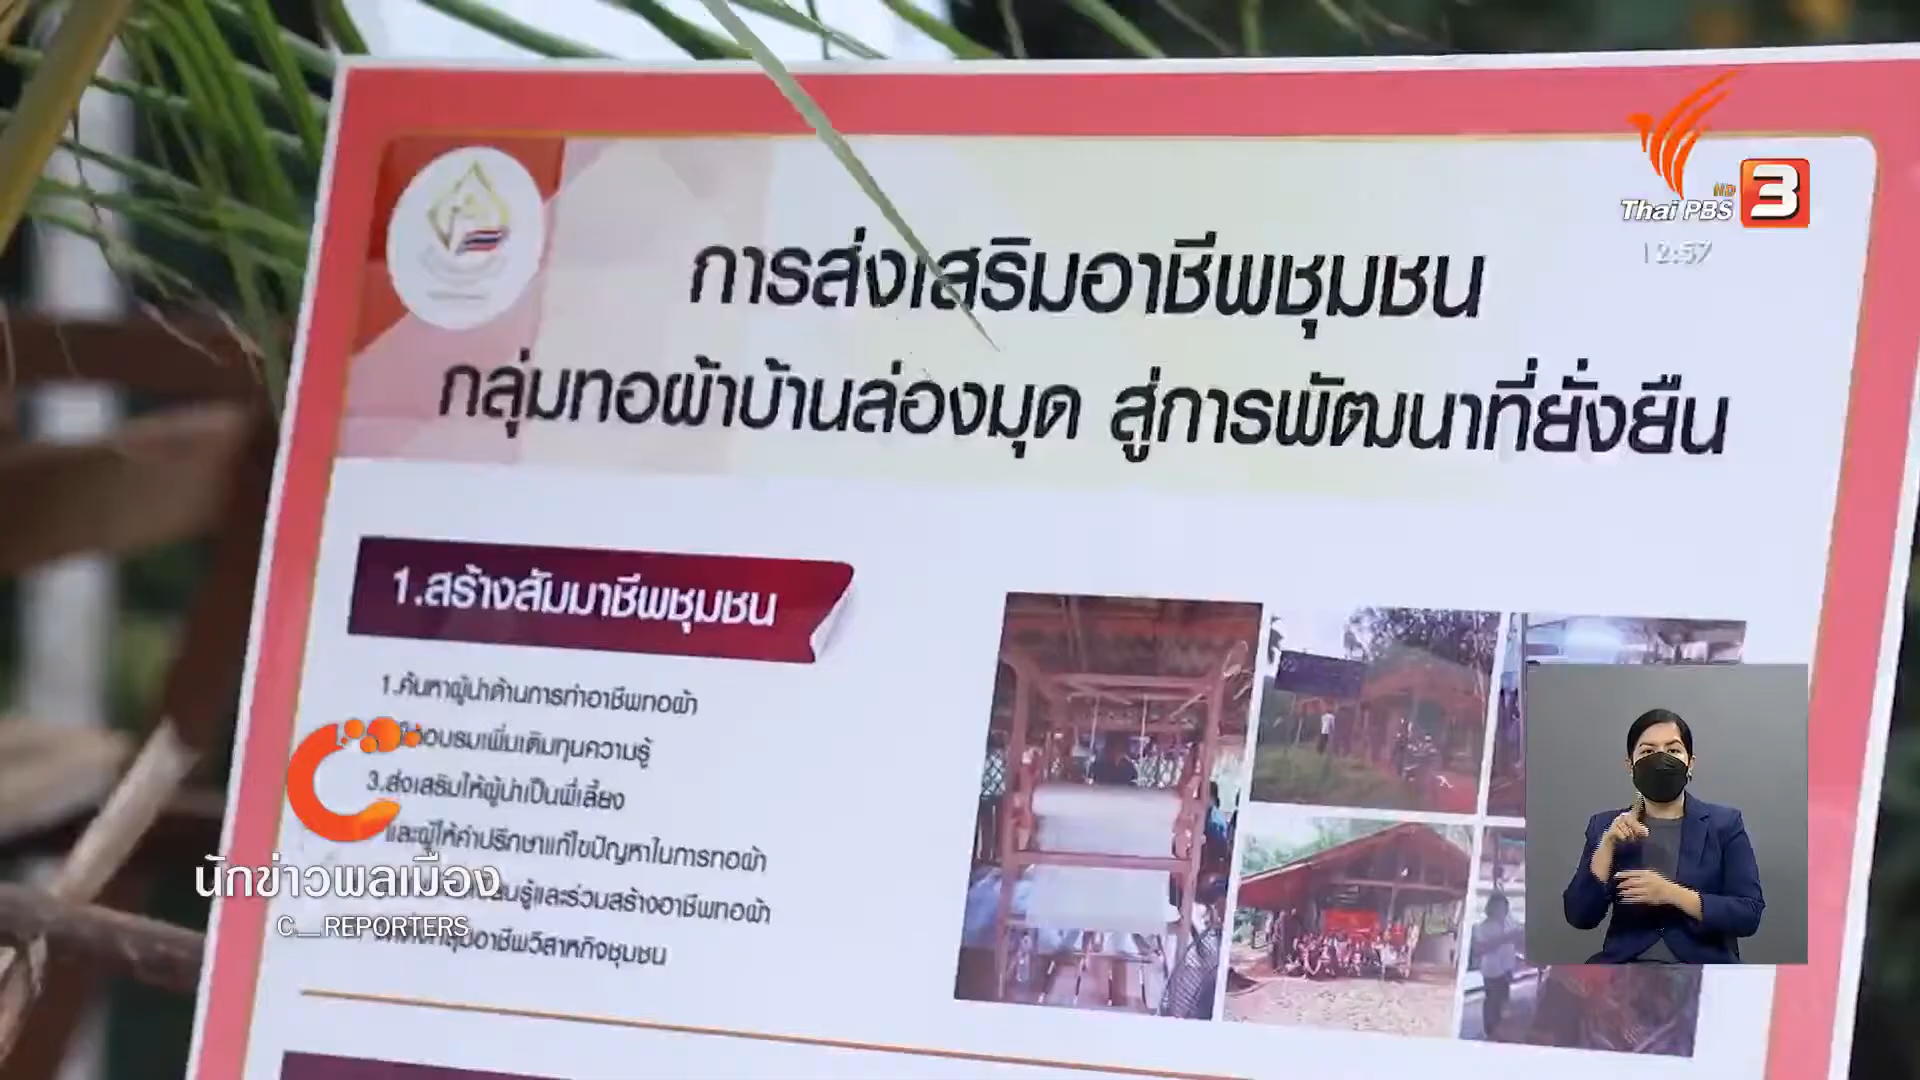 Thai PBS HD 3
12:57
การส่งเสริมอาชีพชุมชน
กลุ่มทอผ้าบ้านล่องมุด สู่การพัฒนาที่ยั่งยืน
1.สร้างสัมมาชีพชุมชน
1.ค้นหาผู้นำด้านการทำอาชีพทอผ้า
อบรมเพิ่มเติมทุนความรู้
3.ส่งเสริมให้ผู้นำเป็นพี่เลี้ยง
และผู้ให้คำปรึกษาแก้ไขปัญหาในการทอผ้า
และร่วมสร้างอาชีพทอผ้า
อาชีพวิสาหกิจชุมชน
นักข่าวพลเมือง
C_REPORTERS